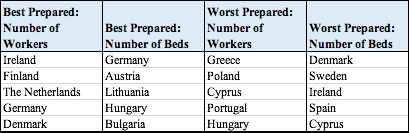 Best Prepared: Number of Workers	Best Prepared: Number of Beds	Worst Prepared: Number of Workers	Worst Prepared: Number of Beds
Ireland	Germany	Greece	Denmark
Finland	Austria	Poland	Sweden
The Netherlands	Lithuania	Cyprus	Ireland
Germany	Hungary	Portugal	Spain
Denmark	Bulgaria	Hungary	Cyprus